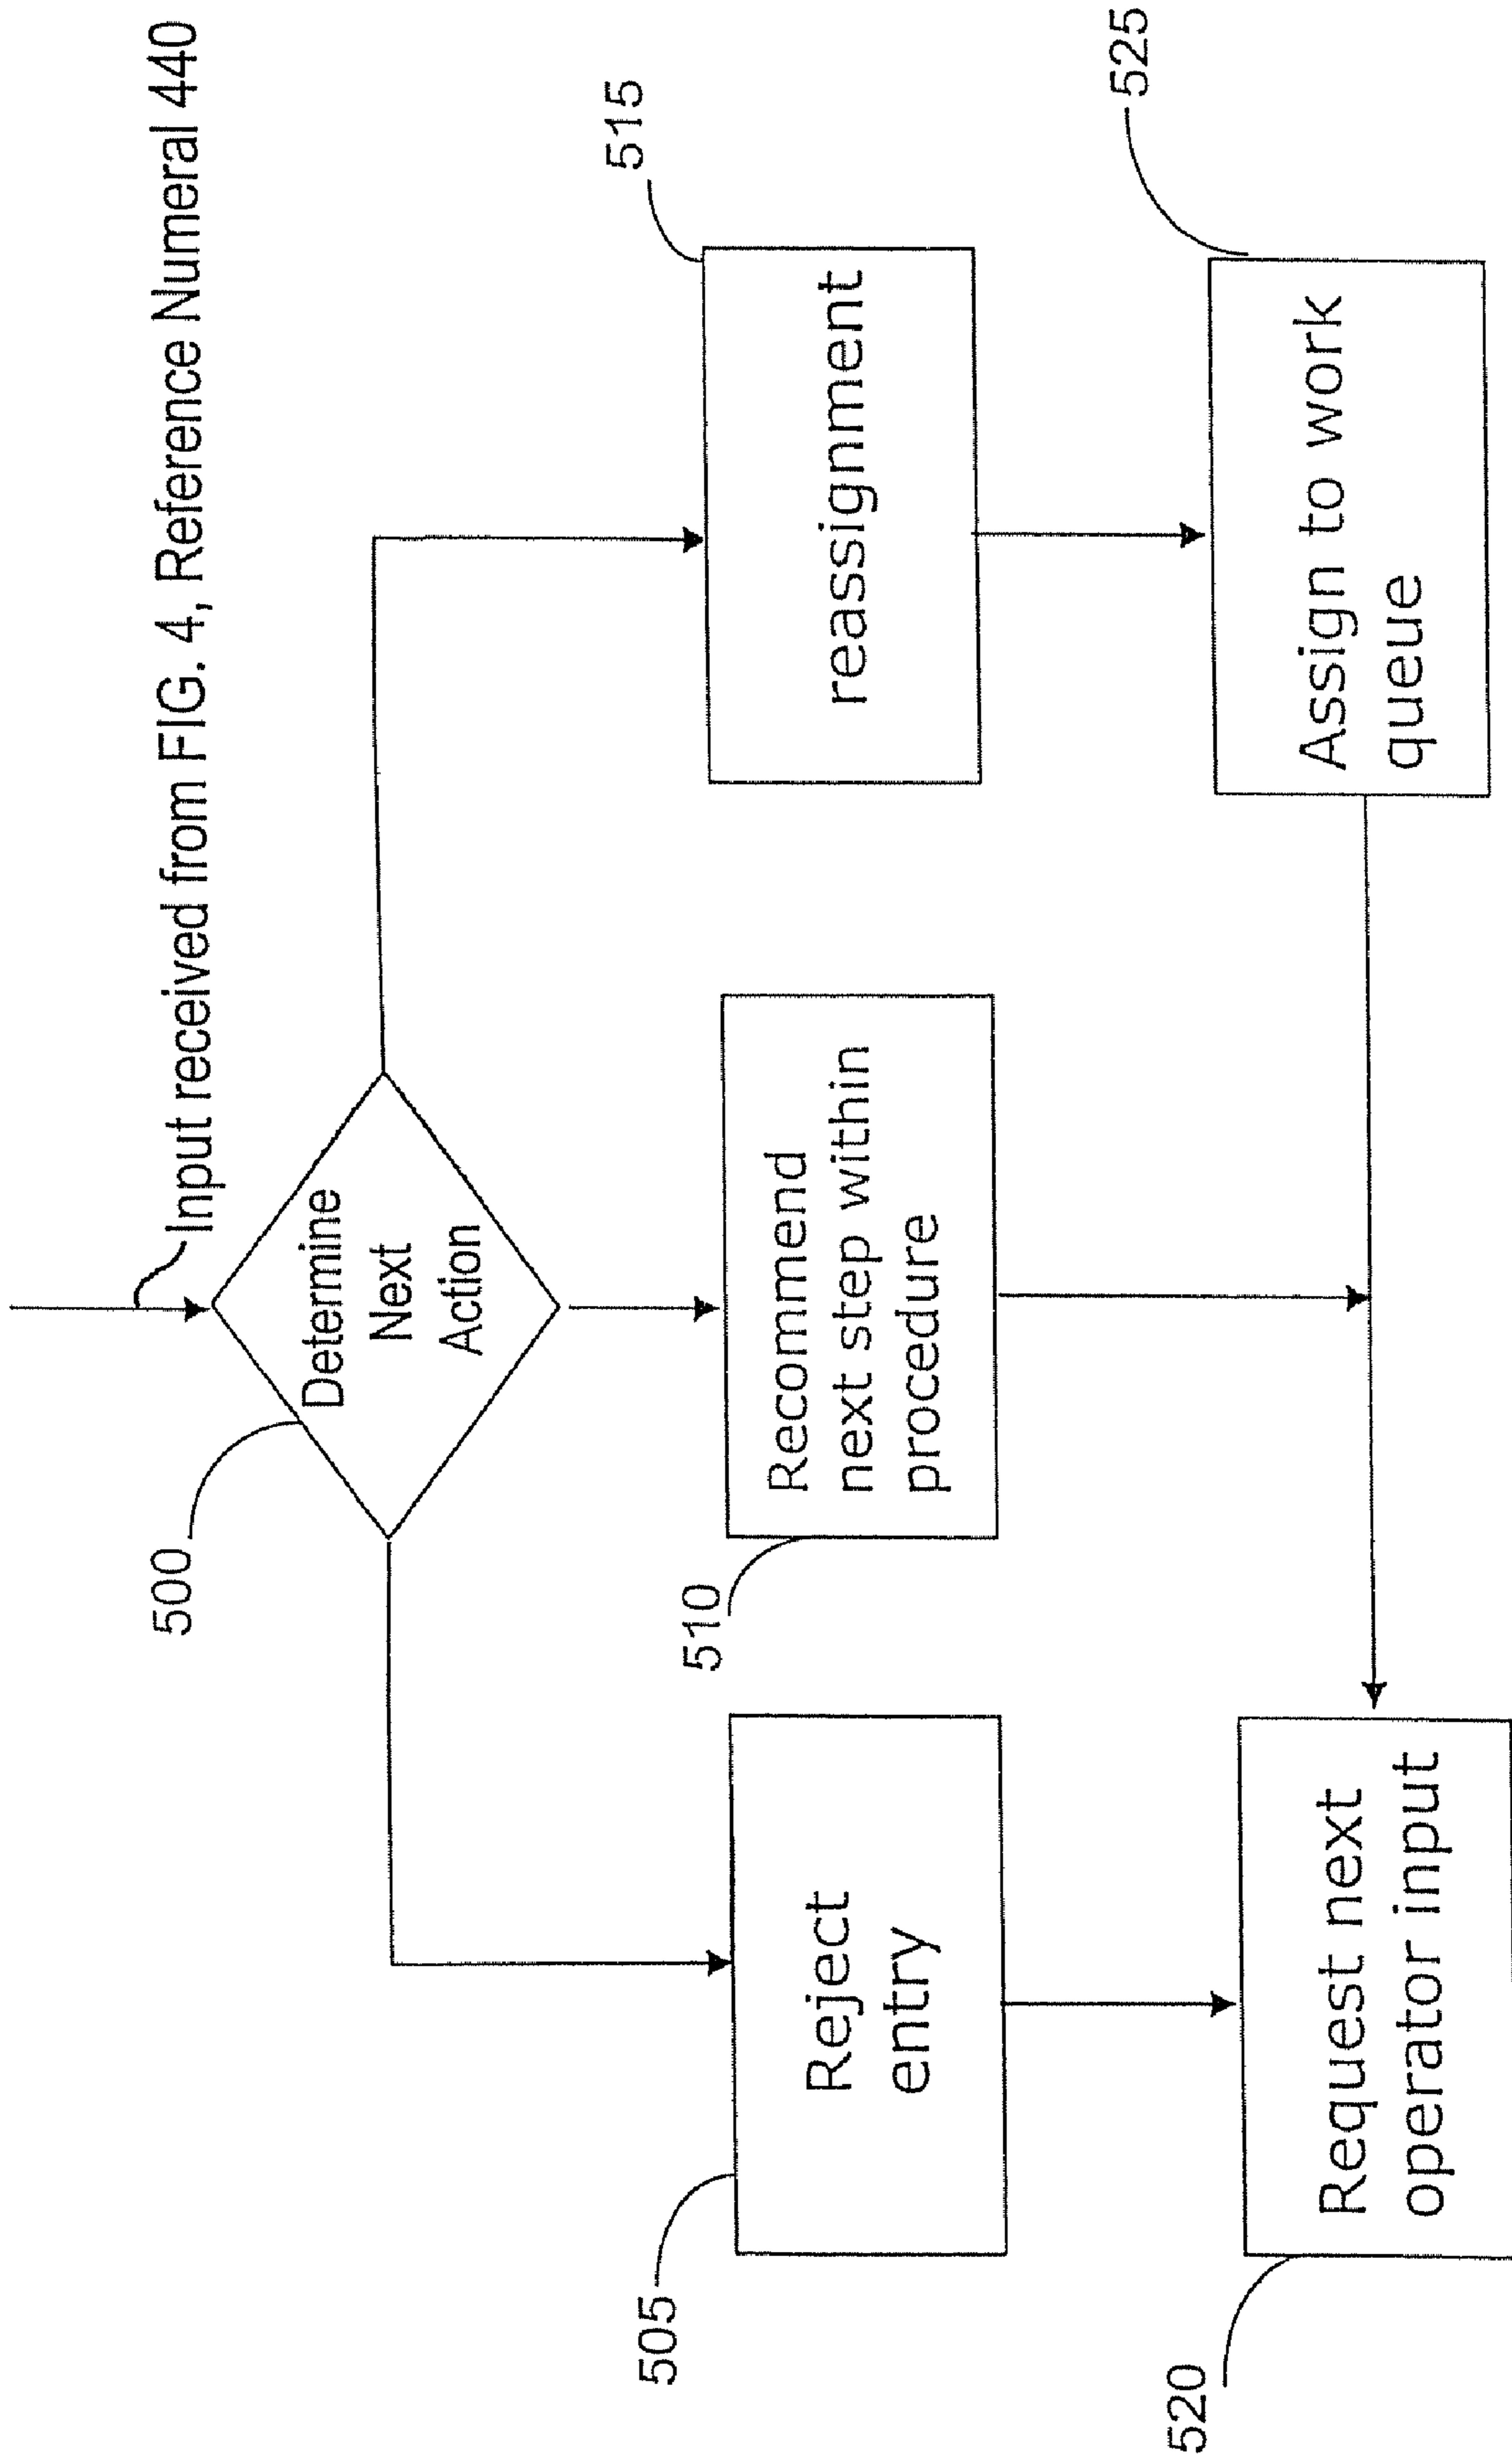 Input received from FIG. 4, Reference Numeral 440
500
Determine
Next
Action
505
Reject
entry
510
Recommend
next step within
procedure
515
reassignment
520
Request next
operator input
525
Assign to work
queue